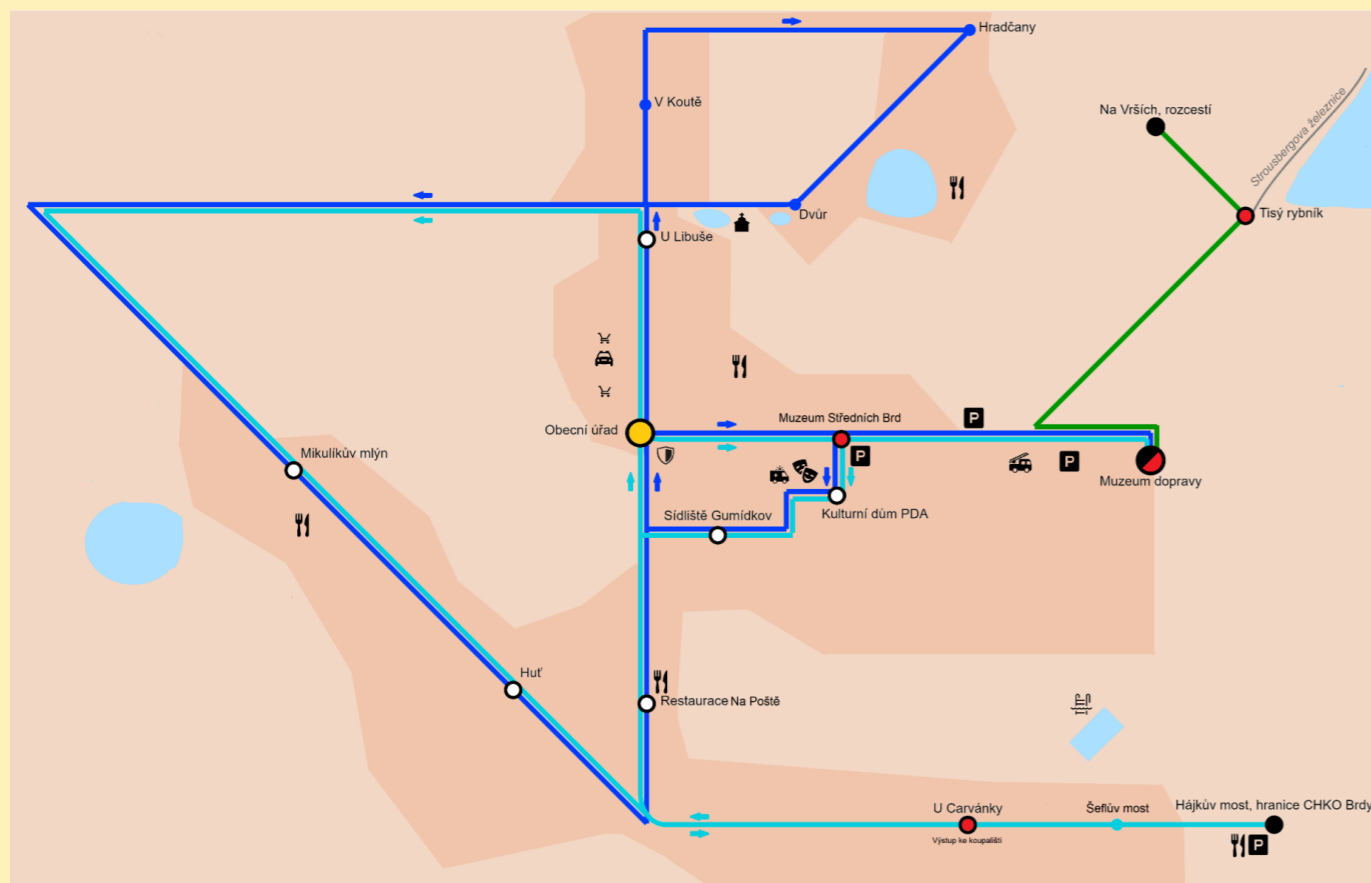 Hradčany
V Koutě
Na Vrších, rozcestí
Strousbergova železnice
Dvůr
Tisý rybník
U Libuše
Muzeum Středních Brd
Obecní úřad
P
P
P
Mikulíkův mlýn
Muzeum dopravy
Sídliště Gumídkov
Kulturní dům PDA
Huť
Restaurace Na Poště
U Carvánky
Výstup ke koupališti
Šeflův most
Hájkův most, hranice CHKO Brdy
P